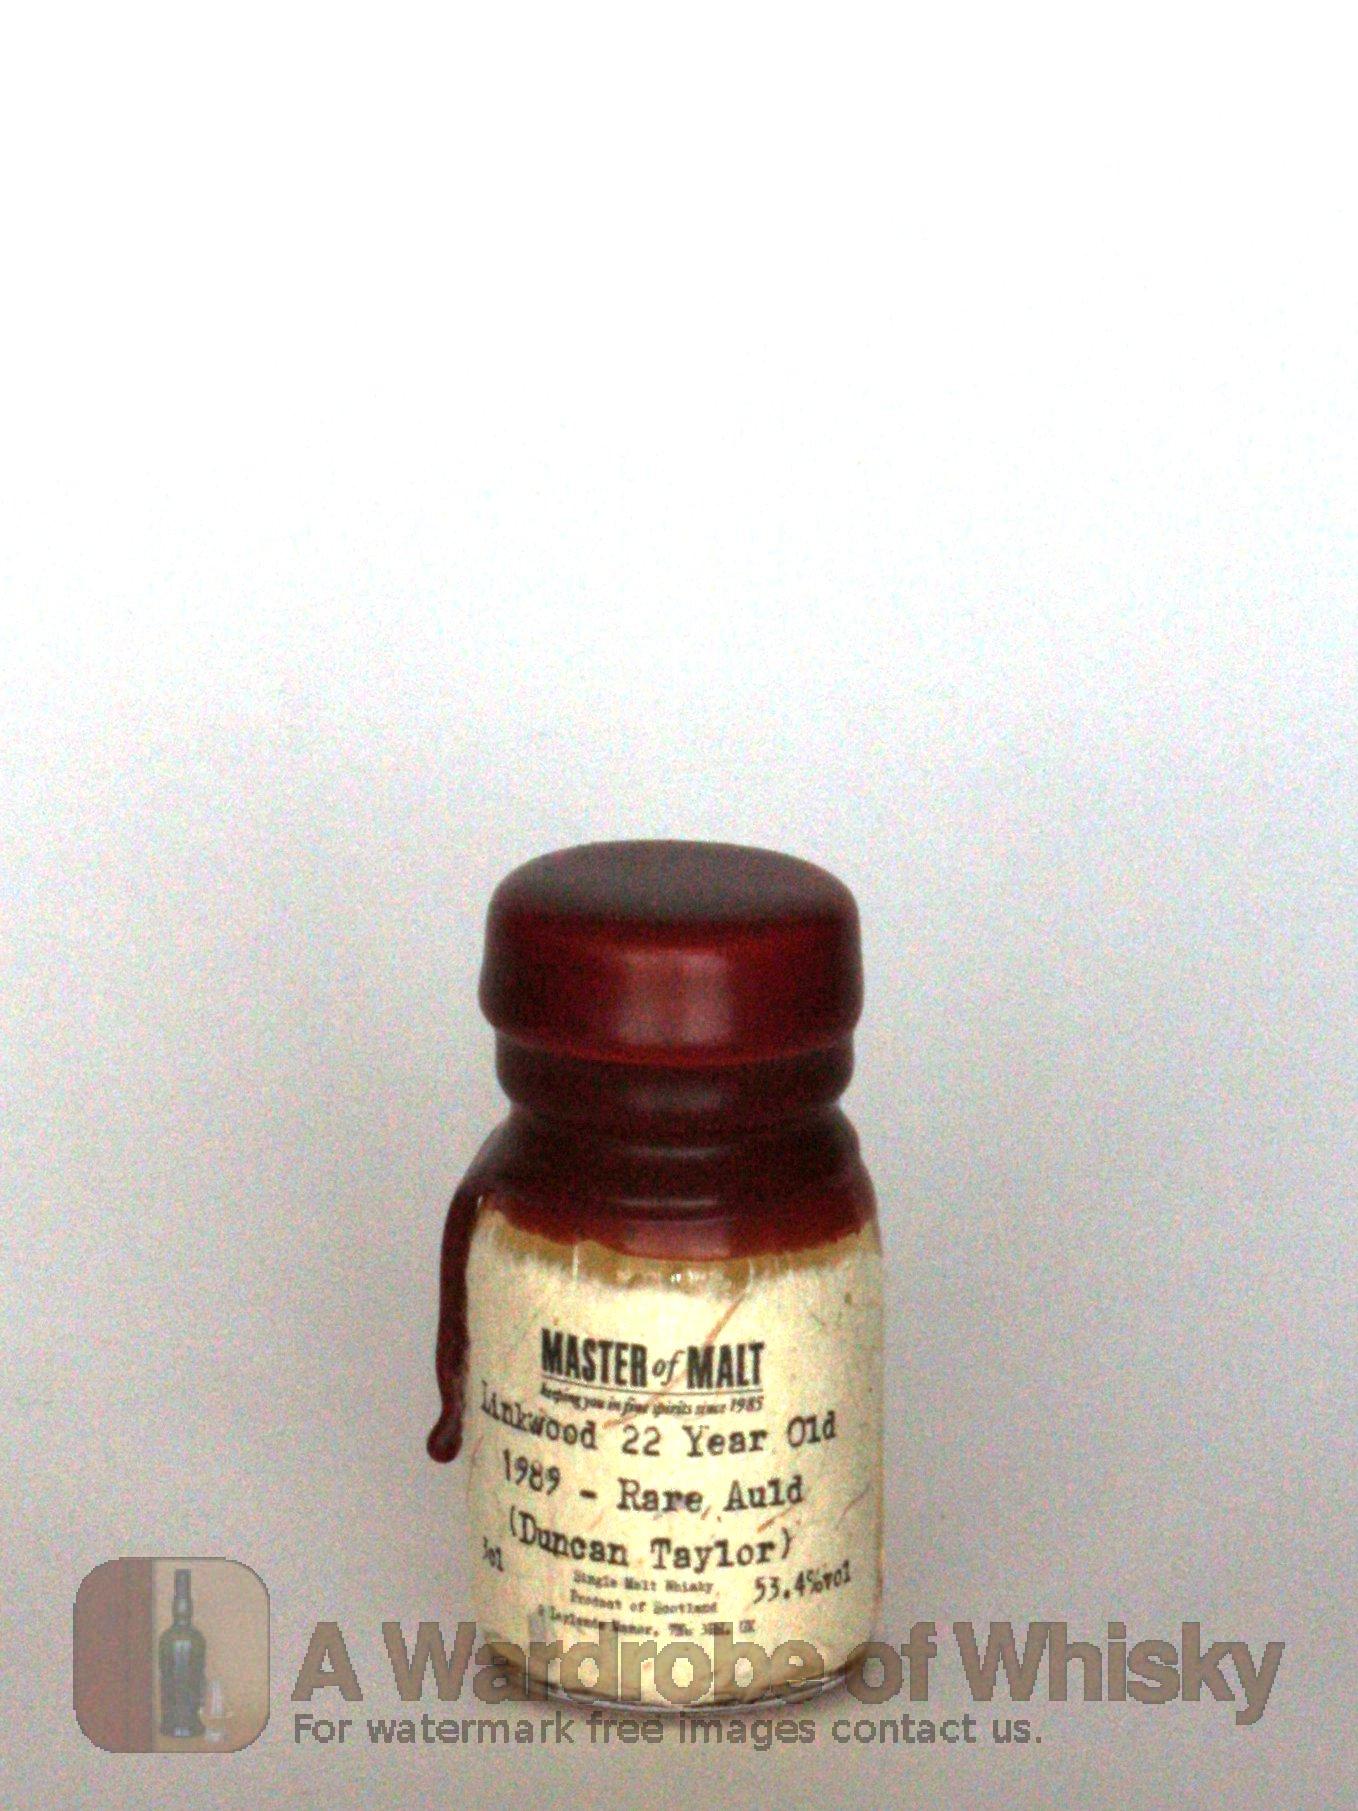 MASTER of MALT
keeping you in fine spirits since 1985
Linkwood 22 Year Old
1989 - Rare Auld
(Duncan Taylor)
3cl
53.4%vol
Single Malt Whisky
Product of Scotland
A Wardrobe of Whisky
For watermark free images contact us.